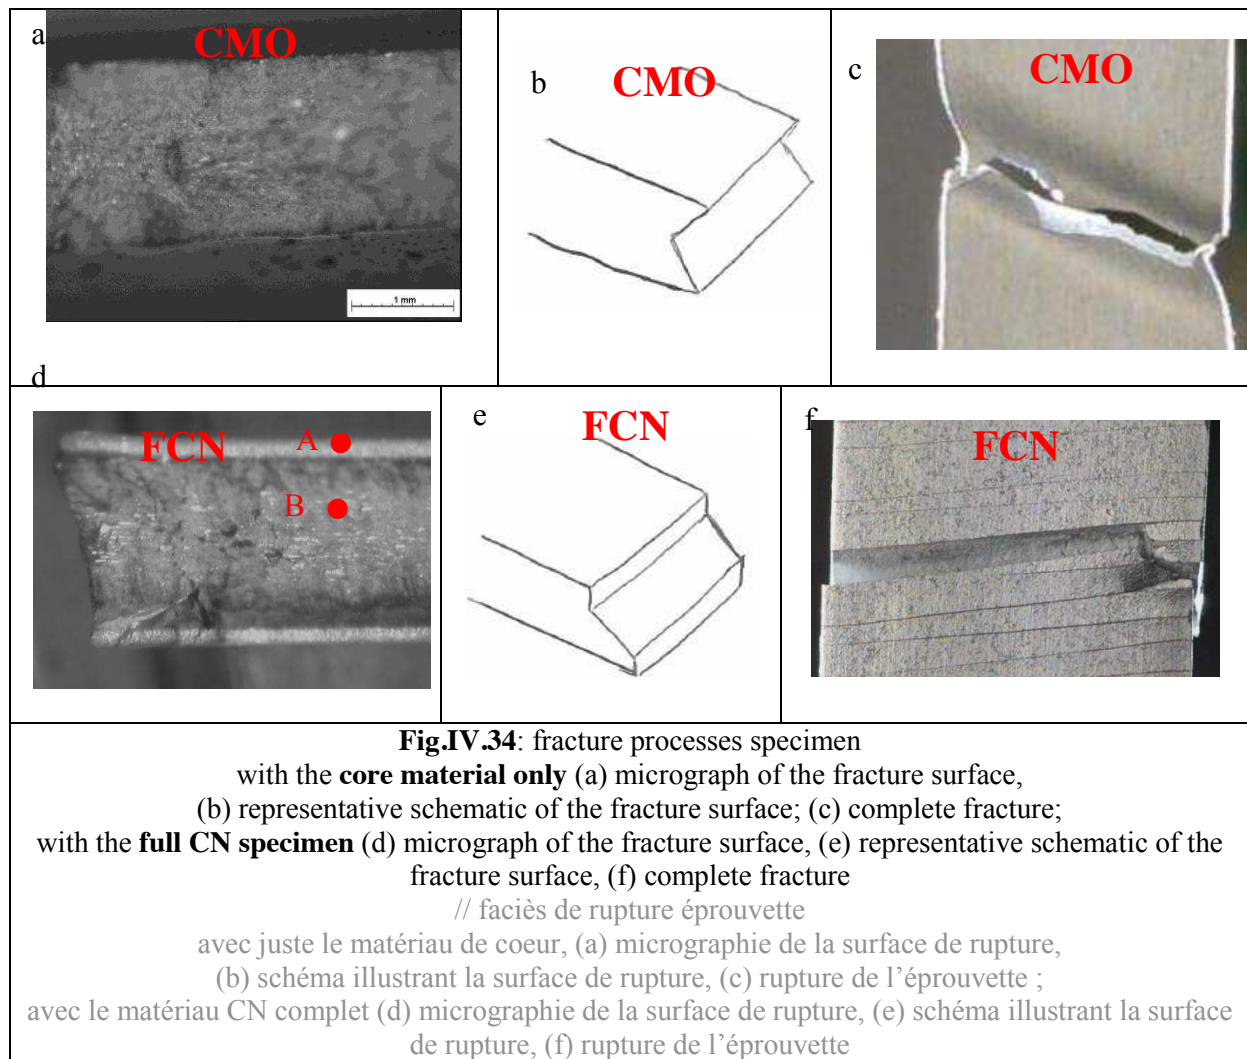 a
CMO
1 mm
b
CMO
c
CMO
d
FCN
A
B
e
FCN
f
FCN
Fig.IV.34: fracture processes specimen
with the core material only (a) micrograph of the fracture surface,
(b) representative schematic of the fracture surface; (c) complete fracture;
with the full CN specimen (d) micrograph of the fracture surface, (e) representative schematic of the
fracture surface, (f) complete fracture
// faciès de rupture éprouvette
avec juste le matériau de coeur, (a) micrographie de la surface de rupture,
(b) schéma illustrant la surface de rupture, (c) rupture de l’éprouvette ;
avec le matériau CN complet (d) micrographie de la surface de rupture, (e) schéma illustrant la surface
de rupture, (f) rupture de l’éprouvette